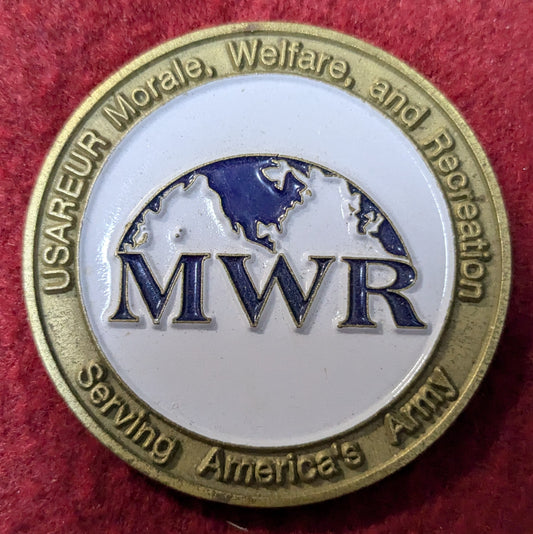 USAREUR Morale, Welfare, and Recreation
MWR
Serving America's Army